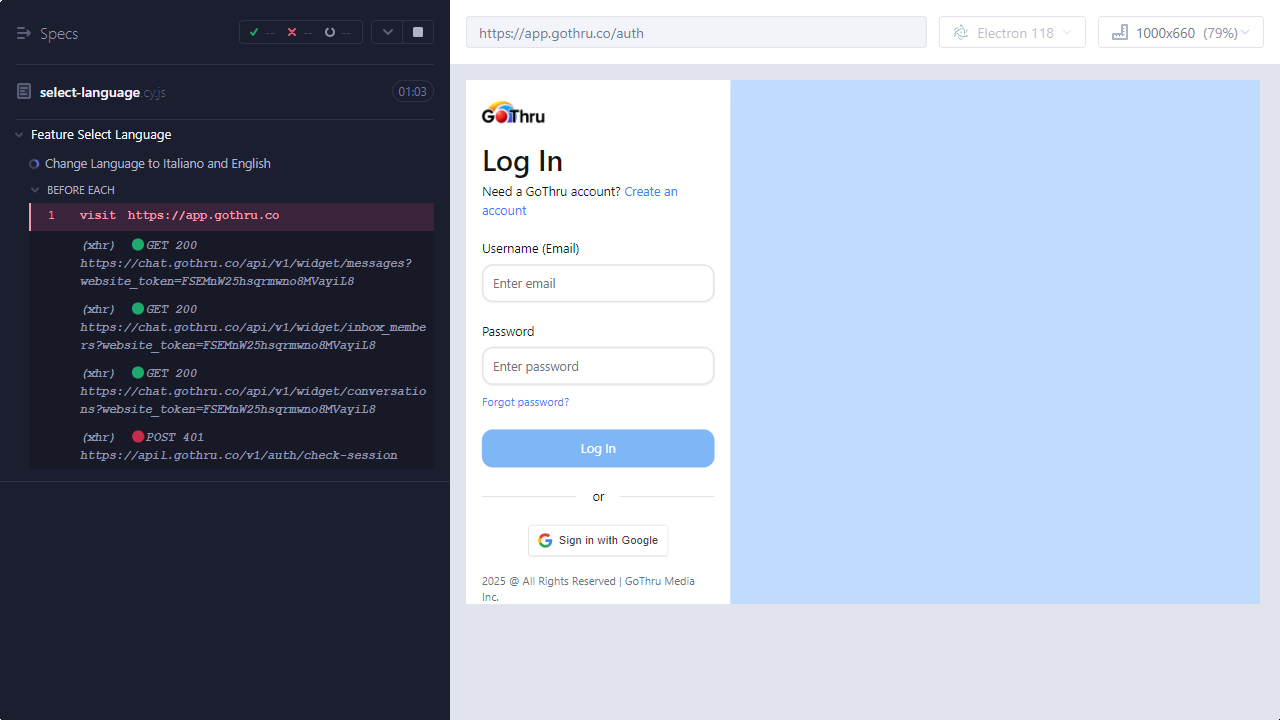 Specs
--
--
--
https://app.gothru.co/auth
Electron 118
1000x660 (79%)
select-language.cy.js
01:03
Feature Select Language
Change Language to Italiano and English
BEFORE EACH
1 visit https://app.gothru.co
(xhr) GET 200
https://chat.gothru.co/api/v1/widget/messages?
website_token=FSEMnW25hsqrmwno8MVayiL8
(xhr) GET 200
https://chat.gothru.co/api/v1/widget/inbox_membe
rs?website_token=FSEMnW25hsqrmwno8MVayiL8
(xhr) GET 200
https://chat.gothru.co/api/v1/widget/conversatio
ns?website_token=FSEMnW25hsqrmwno8MVayiL8
(xhr) POST 401
https://apil.gothru.co/v1/auth/check-session
GoThru
Log In
Need a GoThru account? Create an
account
Username (Email)
Enter email
Password
Enter password
Forgot password?
Log In
or
Sign in with Google
2025 @ All Rights Reserved | GoThru Media
Inc.